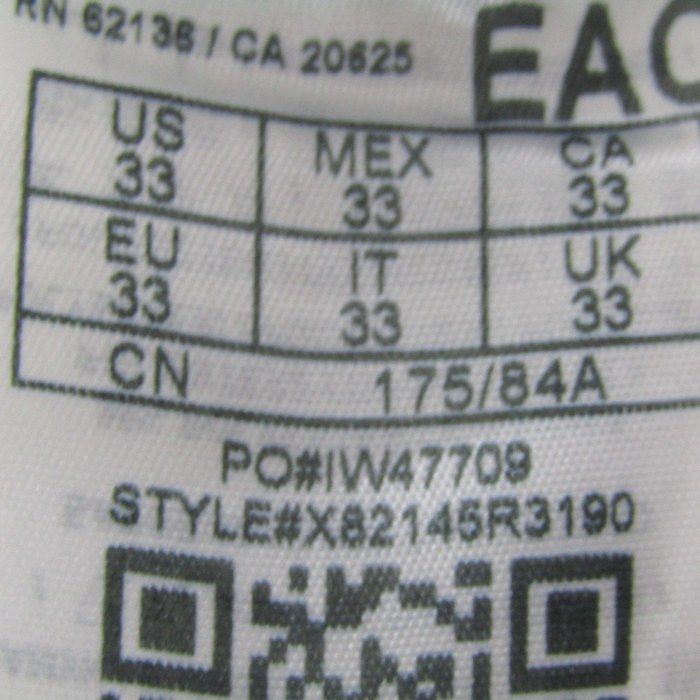 RN 62136 / CA 20625
EAC
US MEX CA
33 33 33
EU IT UK
33 33 33
CN 175/84A
PO#IW47709
STYLE#X82145R3190